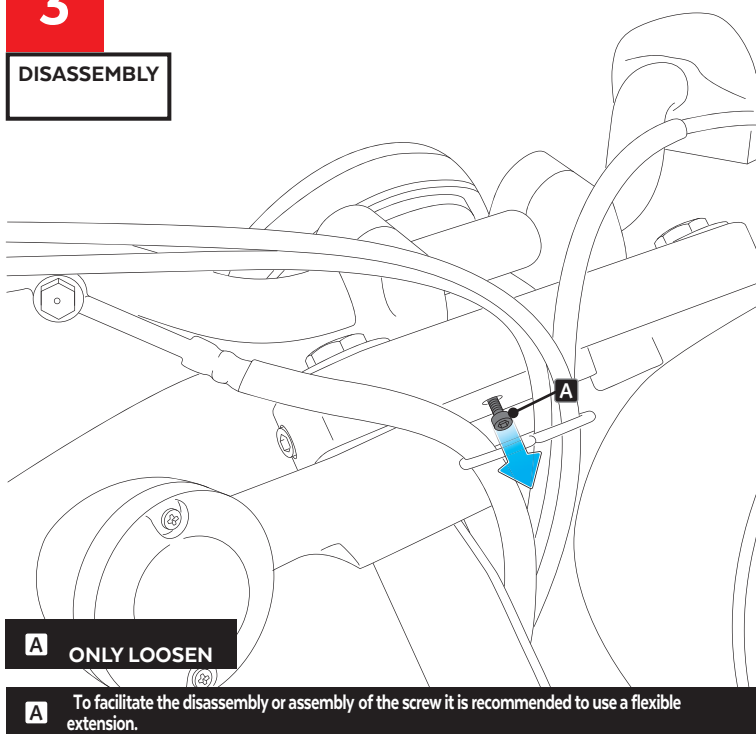 3
DISASSEMBLY
A
A ONLY LOOSEN
A To facilitate the disassembly or assembly of the screw it is recommended to use a flexible
extension.